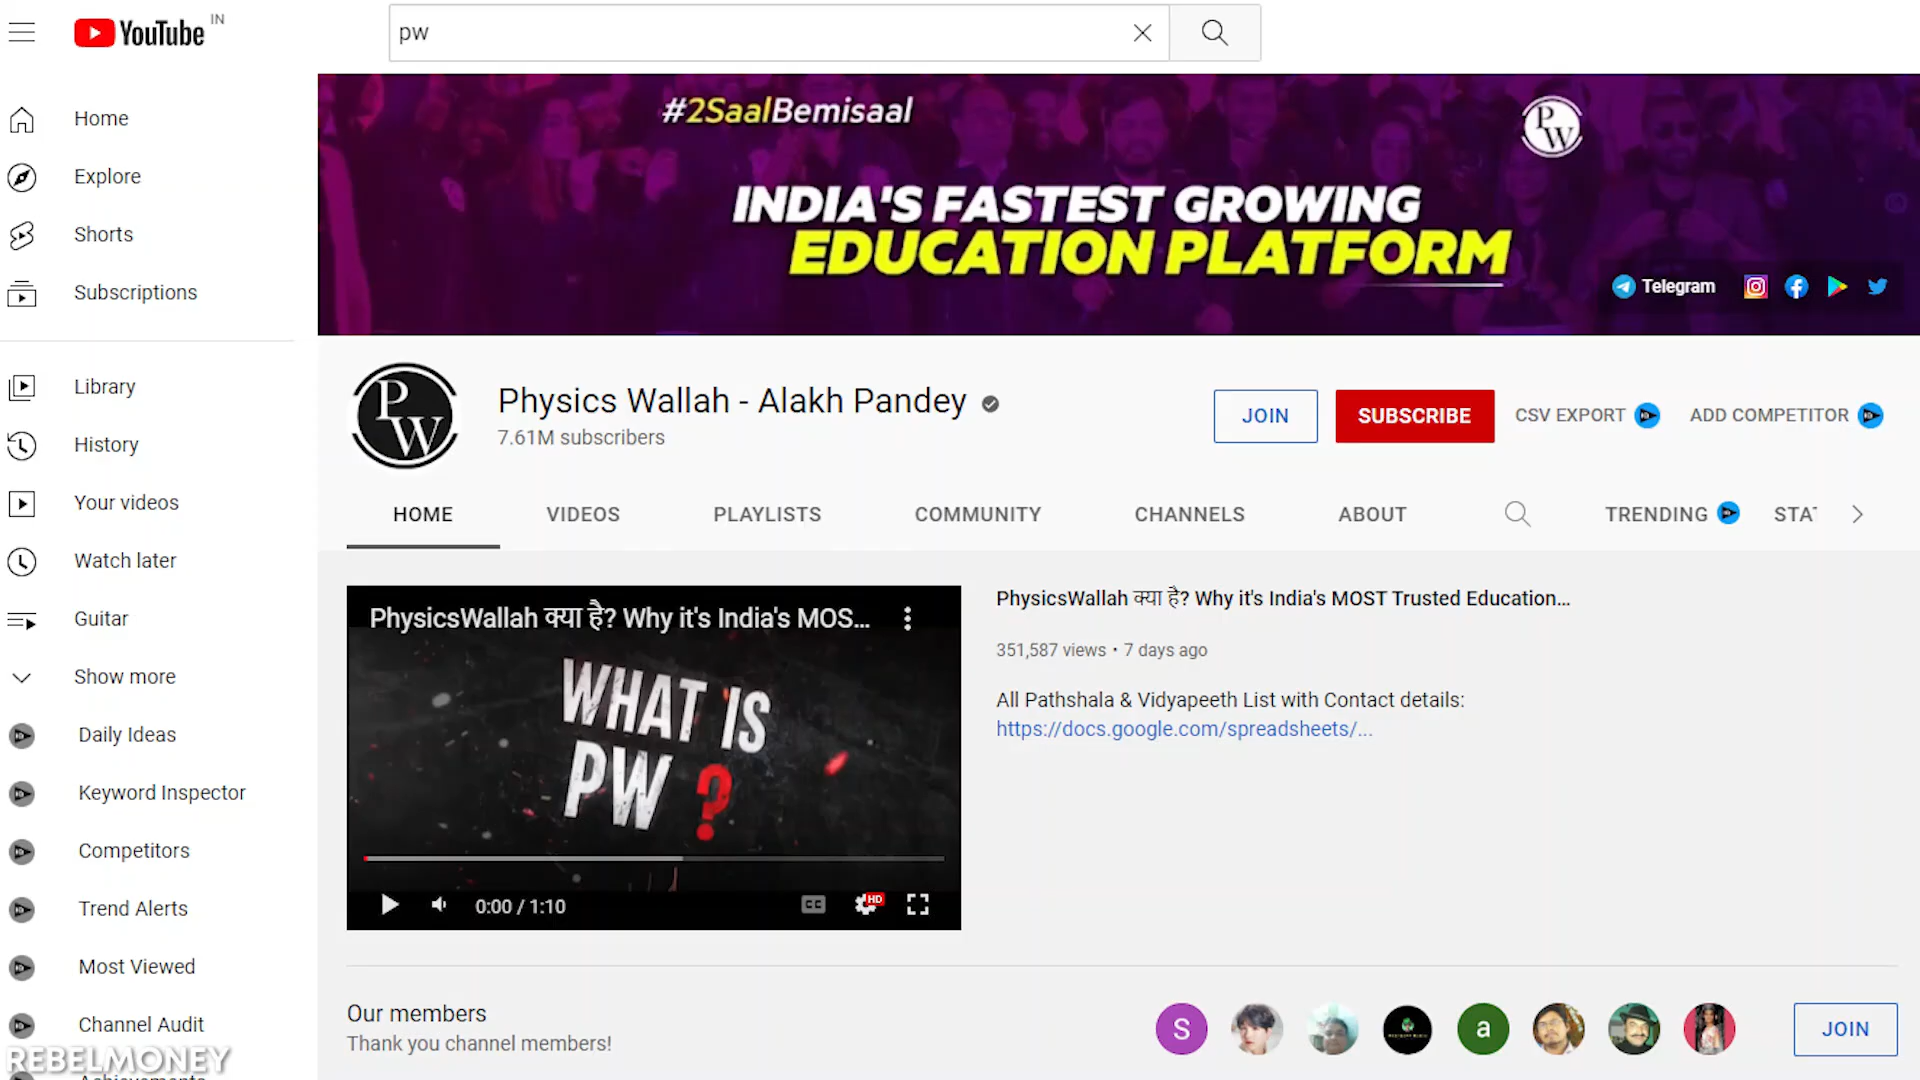 YouTube IN
pw
Home
Explore
Shorts
Subscriptions
Library
History
Your videos
Watch later
Guitar
Show more
Daily Ideas
Keyword Inspector
Competitors
Trend Alerts
Most Viewed
Channel Audit
REBELMONEY
#2SaalBemisaal
PW
INDIA'S FASTEST GROWING
EDUCATION PLATFORM
Telegram
PW
Physics Wallah - Alakh Pandey
7.61M subscribers
JOIN
SUBSCRIBE
CSV EXPORT
ADD COMPETITOR
HOME
VIDEOS
PLAYLISTS
COMMUNITY
CHANNELS
ABOUT
TRENDING
STAT
PhysicsWallah क्या है? Why it's India's MOS...
WHAT IS
PW ?
0:00 / 1:10
CC
HD
PhysicsWallah क्या है? Why it's India's MOST Trusted Education...
351,587 views • 7 days ago
All Pathshala & Vidyapeeth List with Contact details:
https://docs.google.com/spreadsheets/...
Our members
Thank you channel members!
S
a
JOIN